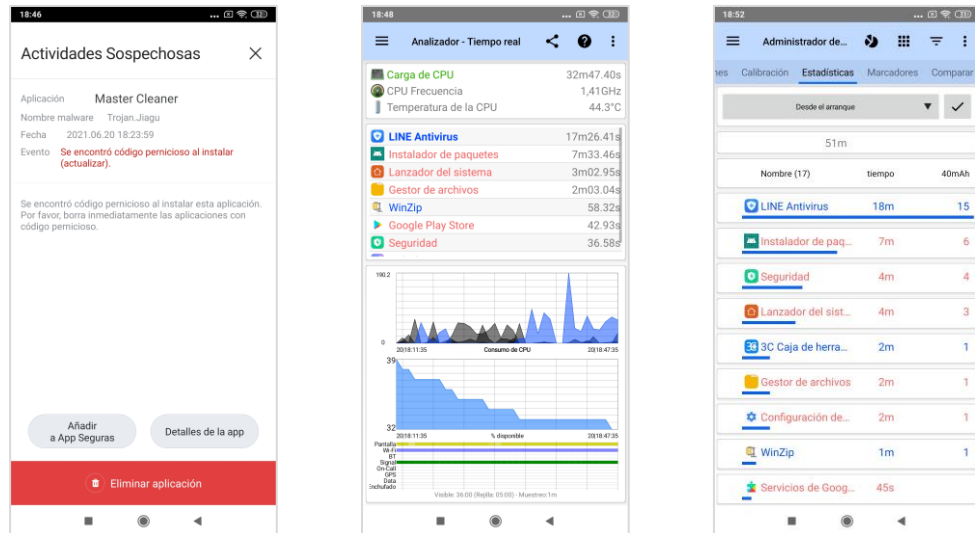 18:46
...
32
Actividades Sospechosas
Aplicación Master Cleaner
Nombre malware Trojan.Jiagu
Fecha 2021.06.20 18:23:59
Evento Se encontró código pernicioso al instalar
(actualizar).
Se encontró código pernicioso al instalar esta aplicación.
Por favor, borra inmediatamente las aplicaciones con
código pernicioso.
Añadir
a App Seguras
Detalles de la app
Eliminar aplicación
18:48
...
32
Analizador - Tiempo real
Carga de CPU 32m47.40s
CPU Frecuencia 1,41GHz
Temperatura de la CPU 44.3°C
LINE Antivirus 17m26.41s
Instalador de paquetes 7m33.46s
Lanzador del sistema 3m02.95s
Gestor de archivos 2m03.04s
WinZip 58.32s
Google Play Store 42.93s
Seguridad 36.58s
190.2
0
20|18:11:35 Consumo de CPU 20|18:47:35
39
32
20|18:11:35 % disponible 20|18:47:35
Pantalla
Wi-Fi
BT
Signal
On-Call
GPS
Data
Enchufado
Visible: 36:00 (Rejilla: 05:00) - Muestreo:1m
18:52
...
Administrador de...
nes Calibración Estadísticas Marcadores Comparar
Desde el arranque
51m
Nombre (17) tiempo 40mAh
LINE Antivirus 18m 15
Instalador de paq... 7m 6
Seguridad 4m 4
Lanzador del sist... 4m 3
3C Caja de herra... 2m 1
Gestor de archivos 2m 1
Configuración de... 2m 1
WinZip 1m 1
Servicios de Goog... 45s